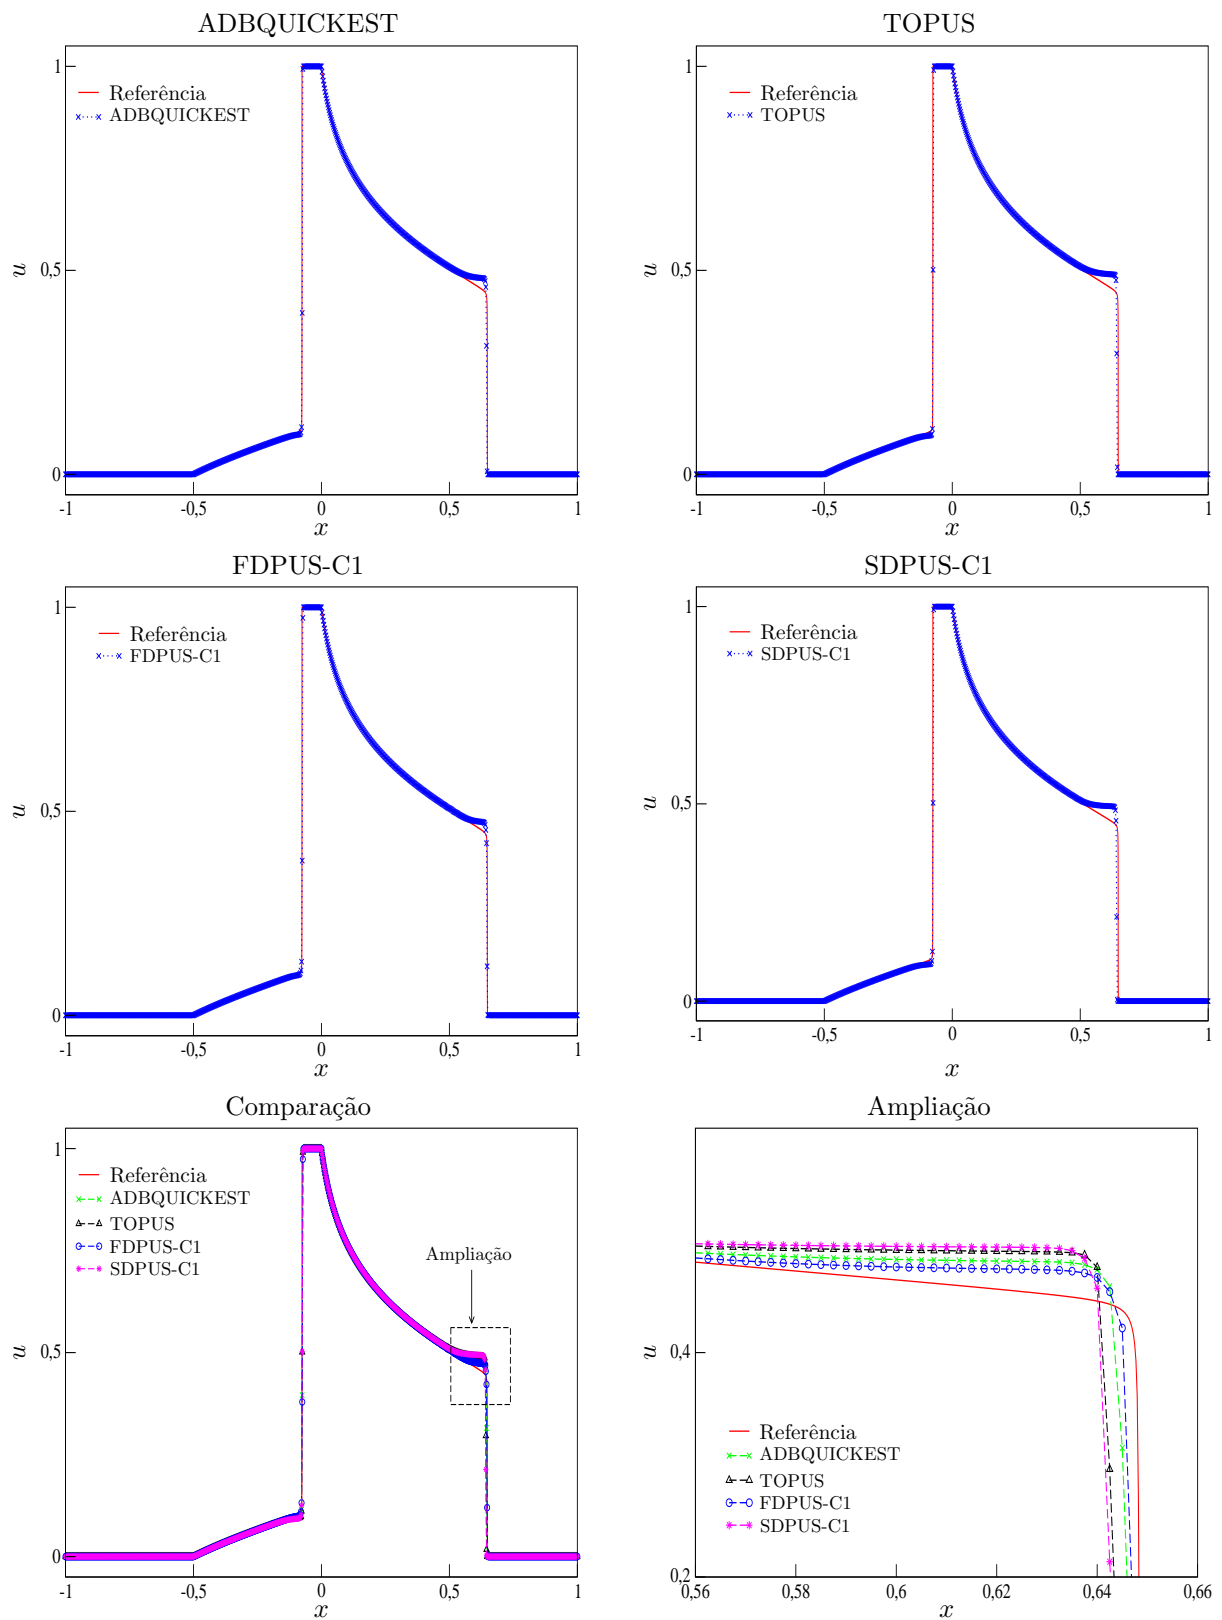 ADBQUICKEST
1
Referência
ADBQUICKEST
u
0,5
0
-1
-0,5
0
0,5
1
x
TOPUS
1
Referência
TOPUS
u
0,5
0
-1
-0,5
0
0,5
1
x
FDPUS-C1
1
Referência
FDPUS-C1
u
0,5
0
-1
-0,5
0
0,5
1
x
SDPUS-C1
1
Referência
SDPUS-C1
u
0,5
0
-1
-0,5
0
0,5
1
x
Comparação
1
Referência
ADBQUICKEST
TOPUS
FDPUS-C1
SDPUS-C1
Ampliação
u
0,5
0
-1
-0,5
0
0,5
1
x
Ampliação
u
0,4
Referência
ADBQUICKEST
TOPUS
FDPUS-C1
SDPUS-C1
0,2
0,56
0,58
0,6
0,62
0,64
0,66
x